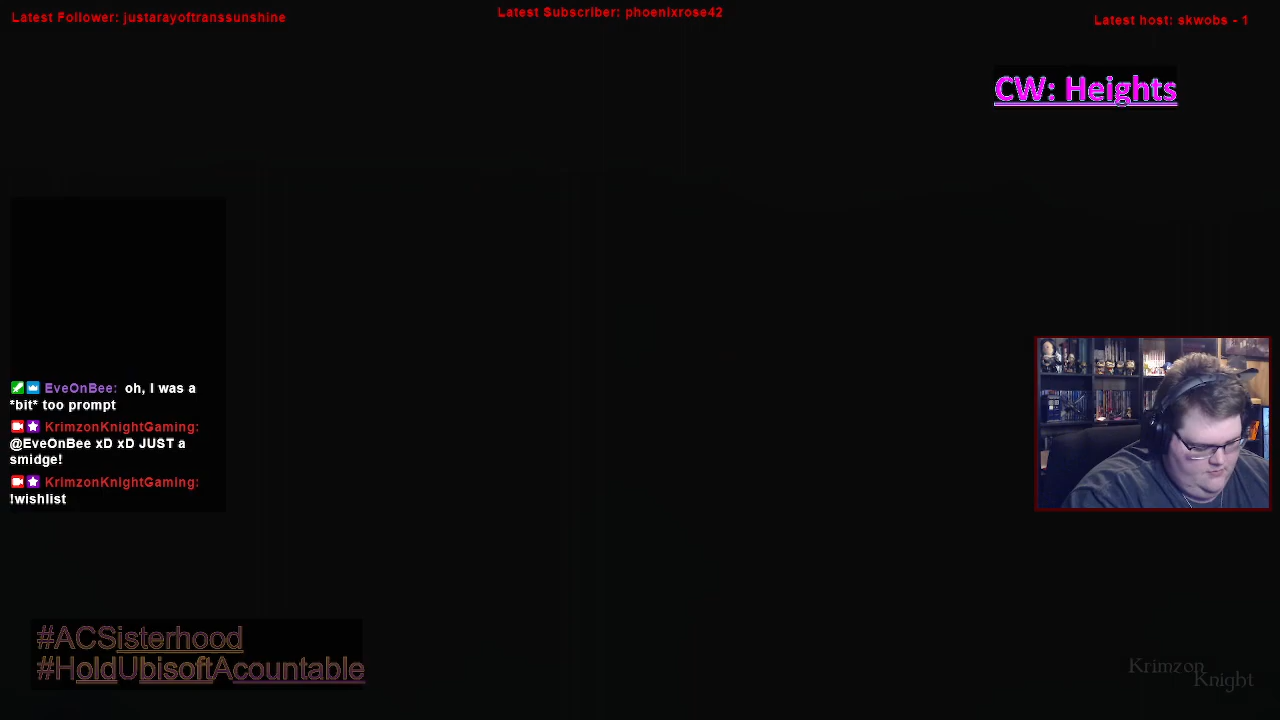 Latest Follower: justarayoftranssunshine
Latest Subscriber: phoenixrose42
Latest host: skwobs - 1
CW: Heights
EveOnBee: oh, I was a
*bit* too prompt
KrimzonKnightGaming:
@EveOnBee xD xD JUST a
smidge!
KrimzonKnightGaming:
!wishlist
#ACSisterhood
#HoldUbisoftAcountable
Krimzon
Knight